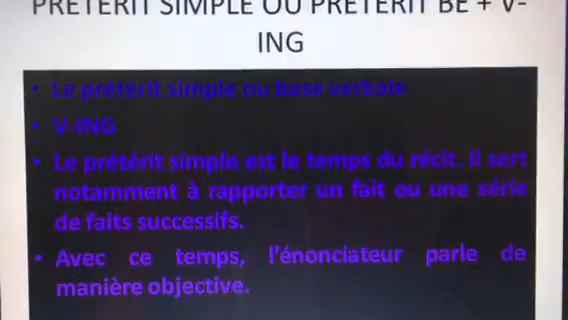 PRÉTÉRIT SIMPLE OU PRÉTÉRIT BE + V-
ING
• Le prétérit simple ou base verbale
• V-ING
• Le prétérit simple est le temps du récit. Il sert
notamment à rapporter un fait ou une série
de faits successifs.
• Avec ce temps, l'énonciateur parle de
manière objective.